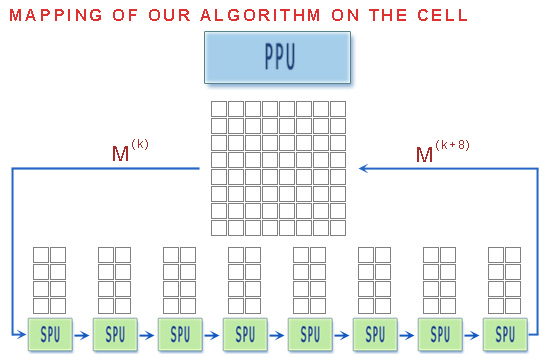 MAPPING OF OUR ALGORITHM ON THE CELL
PPU
M(k)
M(k+8)
SPU SPU SPU SPU SPU SPU SPU SPU